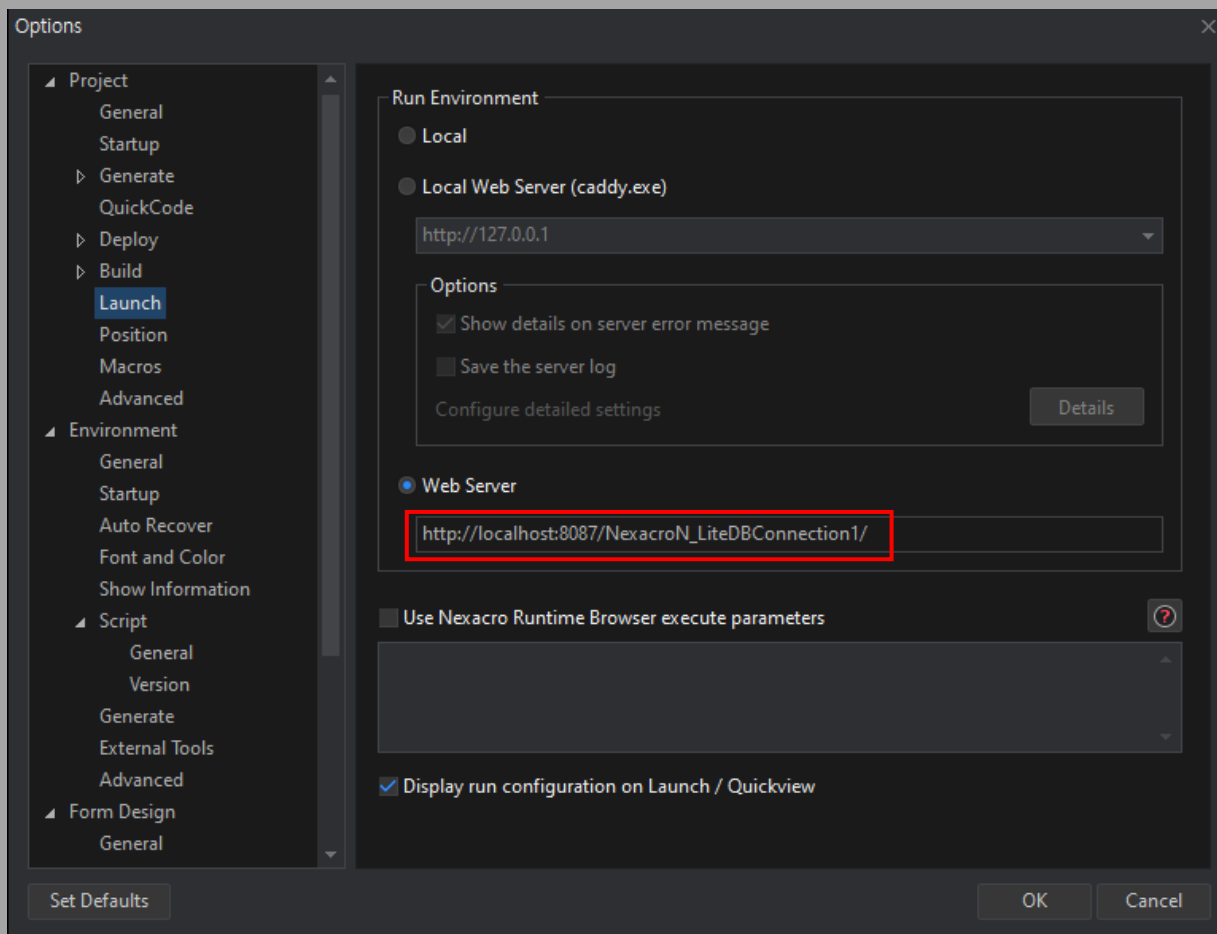 Options
Project
General
Startup
Generate
QuickCode
Deploy
Build
Launch
Position
Macros
Advanced
Environment
General
Startup
Auto Recover
Font and Color
Show Information
Script
General
Version
Generate
External Tools
Advanced
Form Design
General
Set Defaults
Run Environment
Local
Local Web Server (caddy.exe)
http://127.0.0.1
Options
Show details on server error message
Save the server log
Configure detailed settings
Details
Web Server
http://localhost:8087/NexacroN_LiteDBConnection1/
Use Nexacro Runtime Browser execute parameters
?
Display run configuration on Launch / Quickview
OK
Cancel